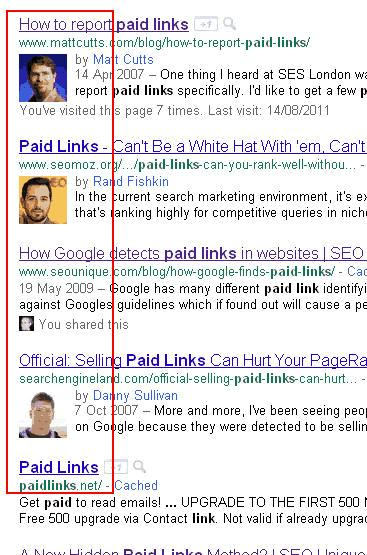 How to report paid links +1
www.mattcutts.com/blog/how-to-report-paid-links/
by Matt Cutts
14 Apr 2007 – One thing I heard at SES London wa
report paid links specifically. I'd like to get a few p
You've visited this page 7 times. Last visit: 14/08/2011
Paid Links - Can't Be a White Hat With 'em, Can't
www.seomoz.org/.../paid-links-can-you-rank-well-withou... -
by Rand Fishkin
In the current search marketing environment, it's ex
that's ranking highly for competitive queries in nich
How Google detects paid links in websites | SEO
www.seounique.com/blog/how-google-finds-paid-link/ - Cac
19 May 2009 – Google has many different paid link identifyi
against Googles guidelines which if found out will cause a pe
You shared this
Official: Selling Paid Links Can Hurt Your PageRa
searchengineland.com/official-selling-paid-links-can-hurt... -
by Danny Sullivan
7 Oct 2007 – More and more, I've been seeing peop
on Google because they were detected to be sellin
Paid Links +1
paidlinks.net/ - Cached
Get paid to read emails! ... UPGRADE TO THE FIRST 500 M
Free 500 upgrade via Contact link. Not valid if already upgrad
A New Hidden Paid Links Method? | SEO Unique